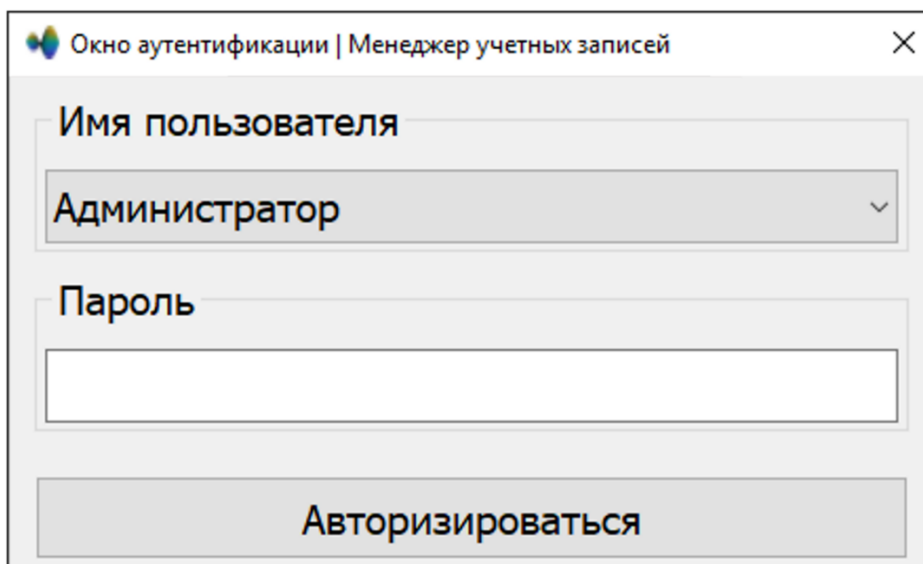 Окно аутентификации | Менеджер учетных записей
Имя пользователя
Администратор
Пароль
Авторизироваться